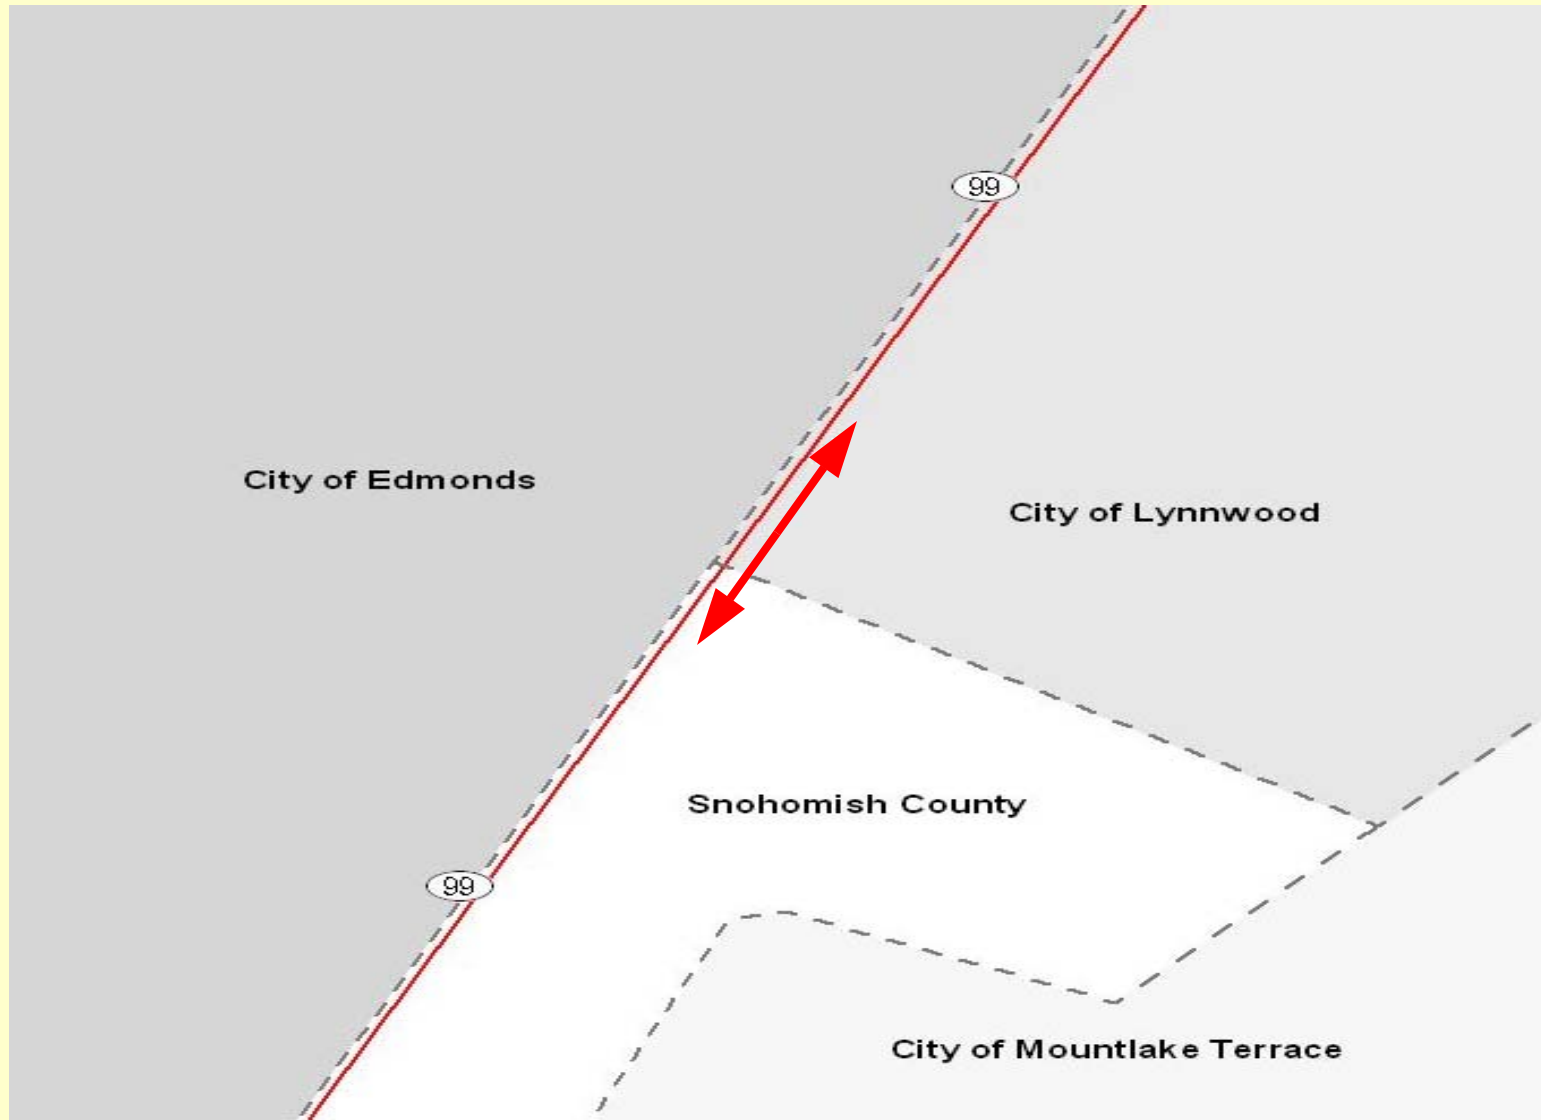 99
City of Edmonds
City of Lynnwood
Snohomish County
99
City of Mountlake Terrace